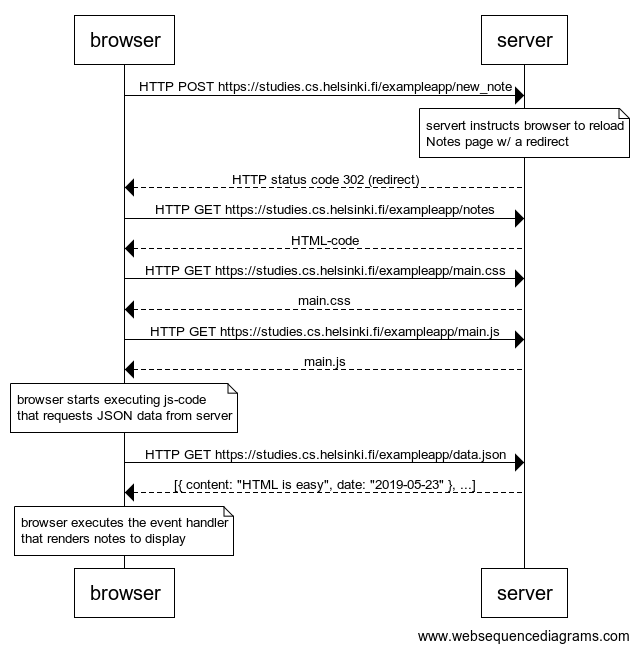 browser server
HTTP POST https://studies.cs.helsinki.fi/exampleapp/new_note
servert instructs browser to reload
Notes page w/ a redirect
HTTP status code 302 (redirect)
HTTP GET https://studies.cs.helsinki.fi/exampleapp/notes
HTML-code
HTTP GET https://studies.cs.helsinki.fi/exampleapp/main.css
main.css
HTTP GET https://studies.cs.helsinki.fi/exampleapp/main.js
main.js
browser starts executing js-code
that requests JSON data from server
HTTP GET https://studies.cs.helsinki.fi/exampleapp/data.json
[{ content: "HTML is easy", date: "2019-05-23" }, ...]
browser executes the event handler
that renders notes to display
browser server
www.websequencediagrams.com